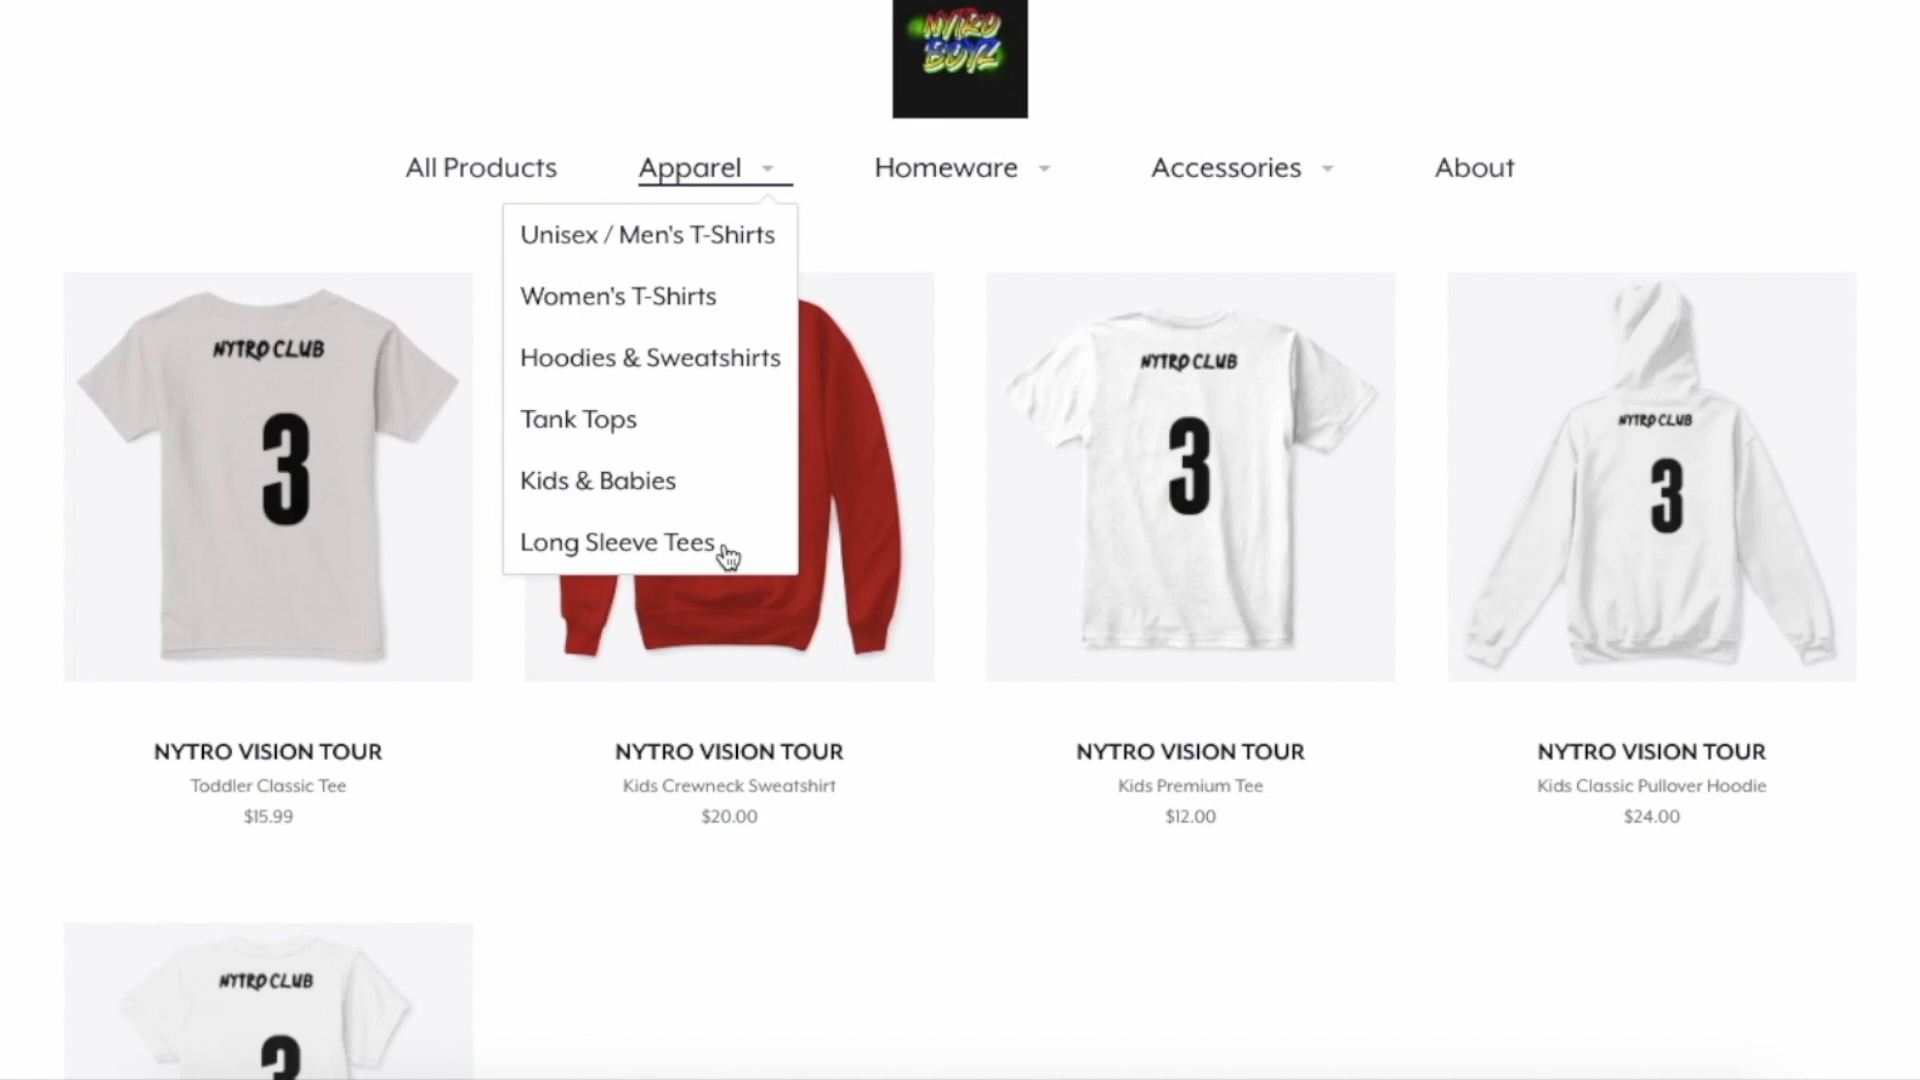 NYTRO
BOYZ
All Products
Apparel
Homeware
Accessories
About
Unisex / Men's T-Shirts
Women's T-Shirts
Hoodies & Sweatshirts
Tank Tops
Kids & Babies
Long Sleeve Tees
NYTRO CLUB
3
NYTRO CLUB
3
NYTRO CLUB
3
NYTRO VISION TOUR
Toddler Classic Tee
$15.99
NYTRO VISION TOUR
Kids Crewneck Sweatshirt
$20.00
NYTRO VISION TOUR
Kids Premium Tee
$12.00
NYTRO VISION TOUR
Kids Classic Pullover Hoodie
$24.00
NYTRO CLUB
3